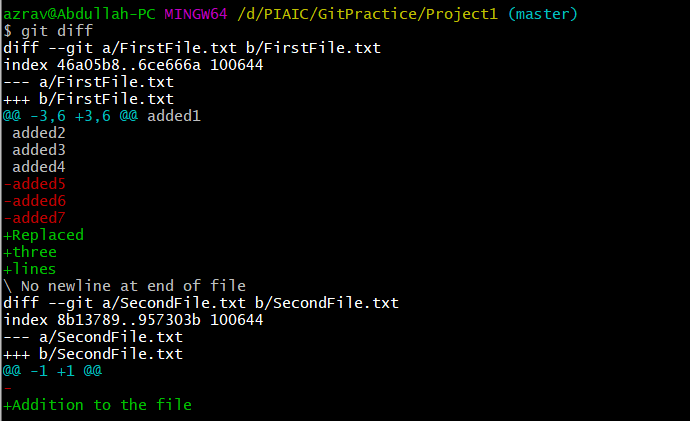 azrav@Abdullah-PC MINGW64 /d/PIAIC/GitPractice/Project1 (master)
$ git diff
diff --git a/FirstFile.txt b/FirstFile.txt
index 46a05b8..6ce666a 100644
--- a/FirstFile.txt
+++ b/FirstFile.txt
@@ -3,6 +3,6 @@ added1
 added2
 added3
 added4
-added5
-added6
-added7
+Replaced
+three
+lines
\ No newline at end of file
diff --git a/SecondFile.txt b/SecondFile.txt
index 8b13789..957303b 100644
--- a/SecondFile.txt
+++ b/SecondFile.txt
@@ -1 +1 @@
-
+Addition to the file